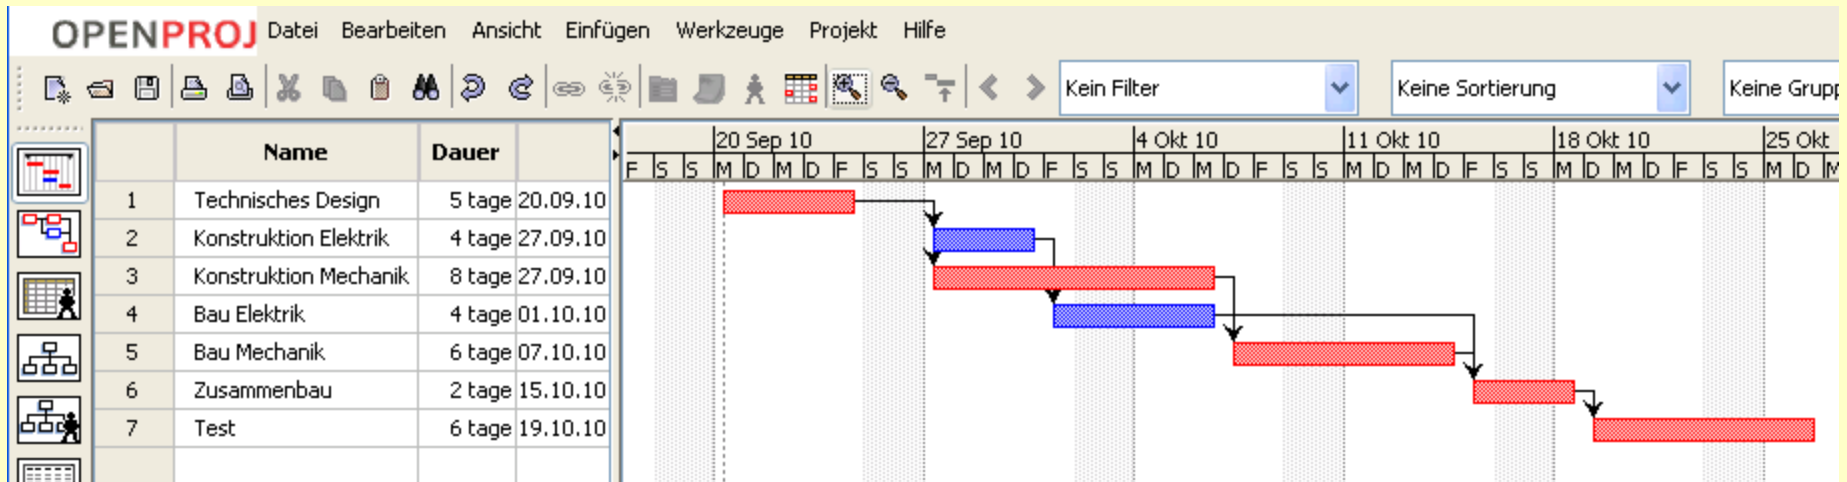 OPENPROJ Datei Bearbeiten Ansicht Einfügen Werkzeuge Projekt Hilfe
Kein Filter Keine Sortierung Keine Grupp
Name Dauer 20 Sep 10 27 Sep 10 4 Okt 10 11 Okt 10 18 Okt 10 25 Okt
F S S M D M D F S S M D M D F S S M D M D F S S M D M D F S S M D M D F S S M D M
1 Technisches Design 5 tage 20.09.10
2 Konstruktion Elektrik 4 tage 27.09.10
3 Konstruktion Mechanik 8 tage 27.09.10
4 Bau Elektrik 4 tage 01.10.10
5 Bau Mechanik 6 tage 07.10.10
6 Zusammenbau 2 tage 15.10.10
7 Test 6 tage 19.10.10